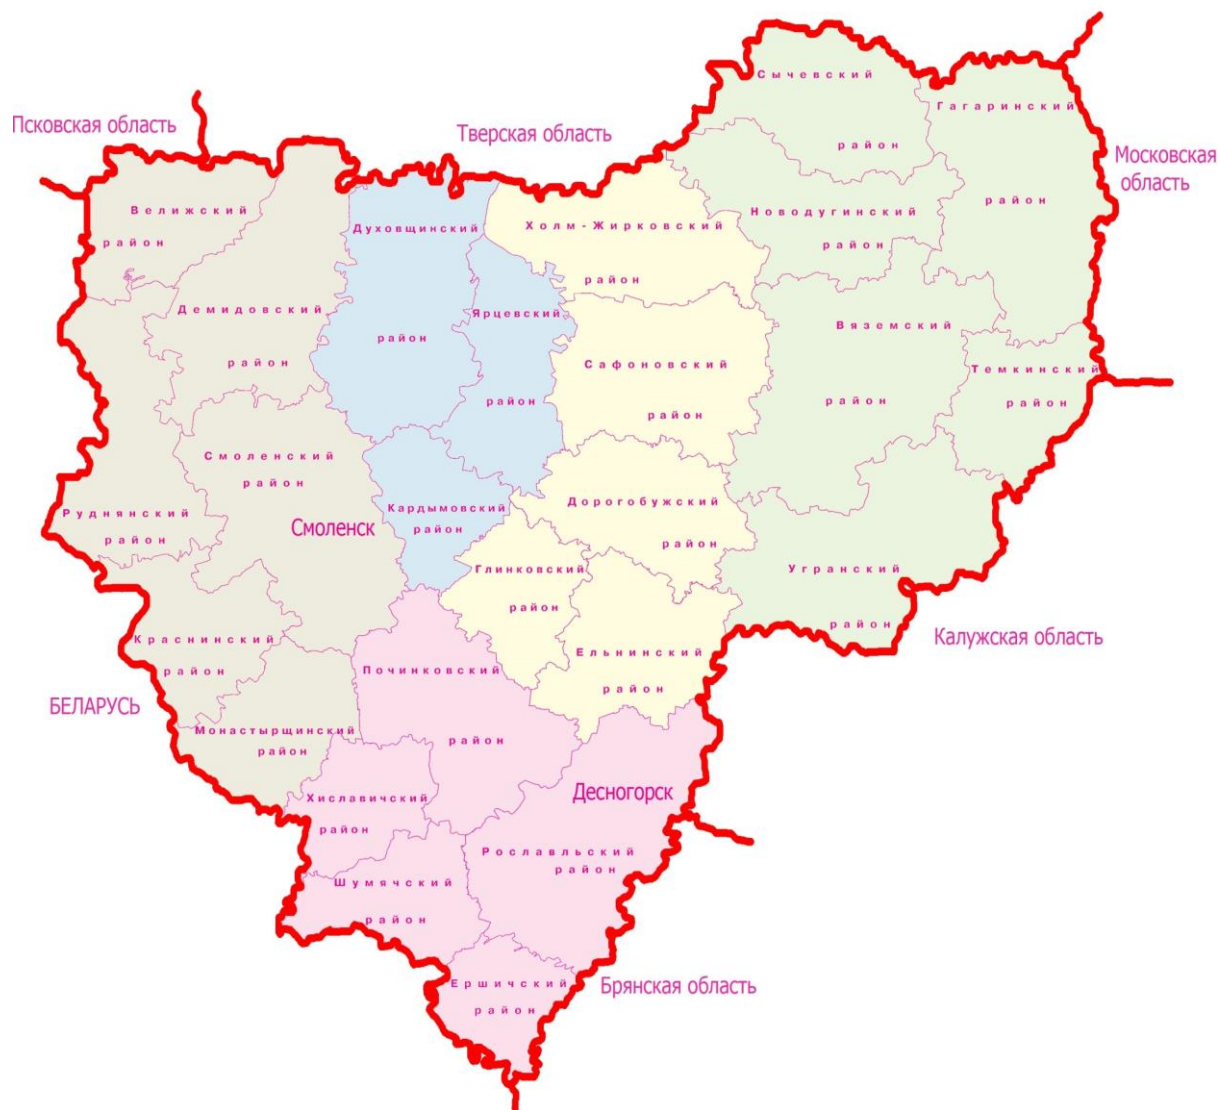 Сычевский
район
Гагаринский
район
Псковская область
Тверская область
Московская
область
Велижский
район
Духовщинский
район
Холм-Жирковский
район
Новодугинский
район
Демидовский
район
Ярцевский
район
Вяземский
район
Сафоновский
район
Темкинский
район
Смоленский
район
Руднянский
район
Смоленск
Кардымовский
район
Дорогобужский
район
Глинковский
район
Угранский
район
Калужская область
Краснинский
район
Ельнинский
район
Починковский
район
БЕЛАРУСЬ
Монастырщинский
район
Хиславичский
район
Десногорск
Рославльский
район
Шумячский
район
Ершичский
район
Брянская область